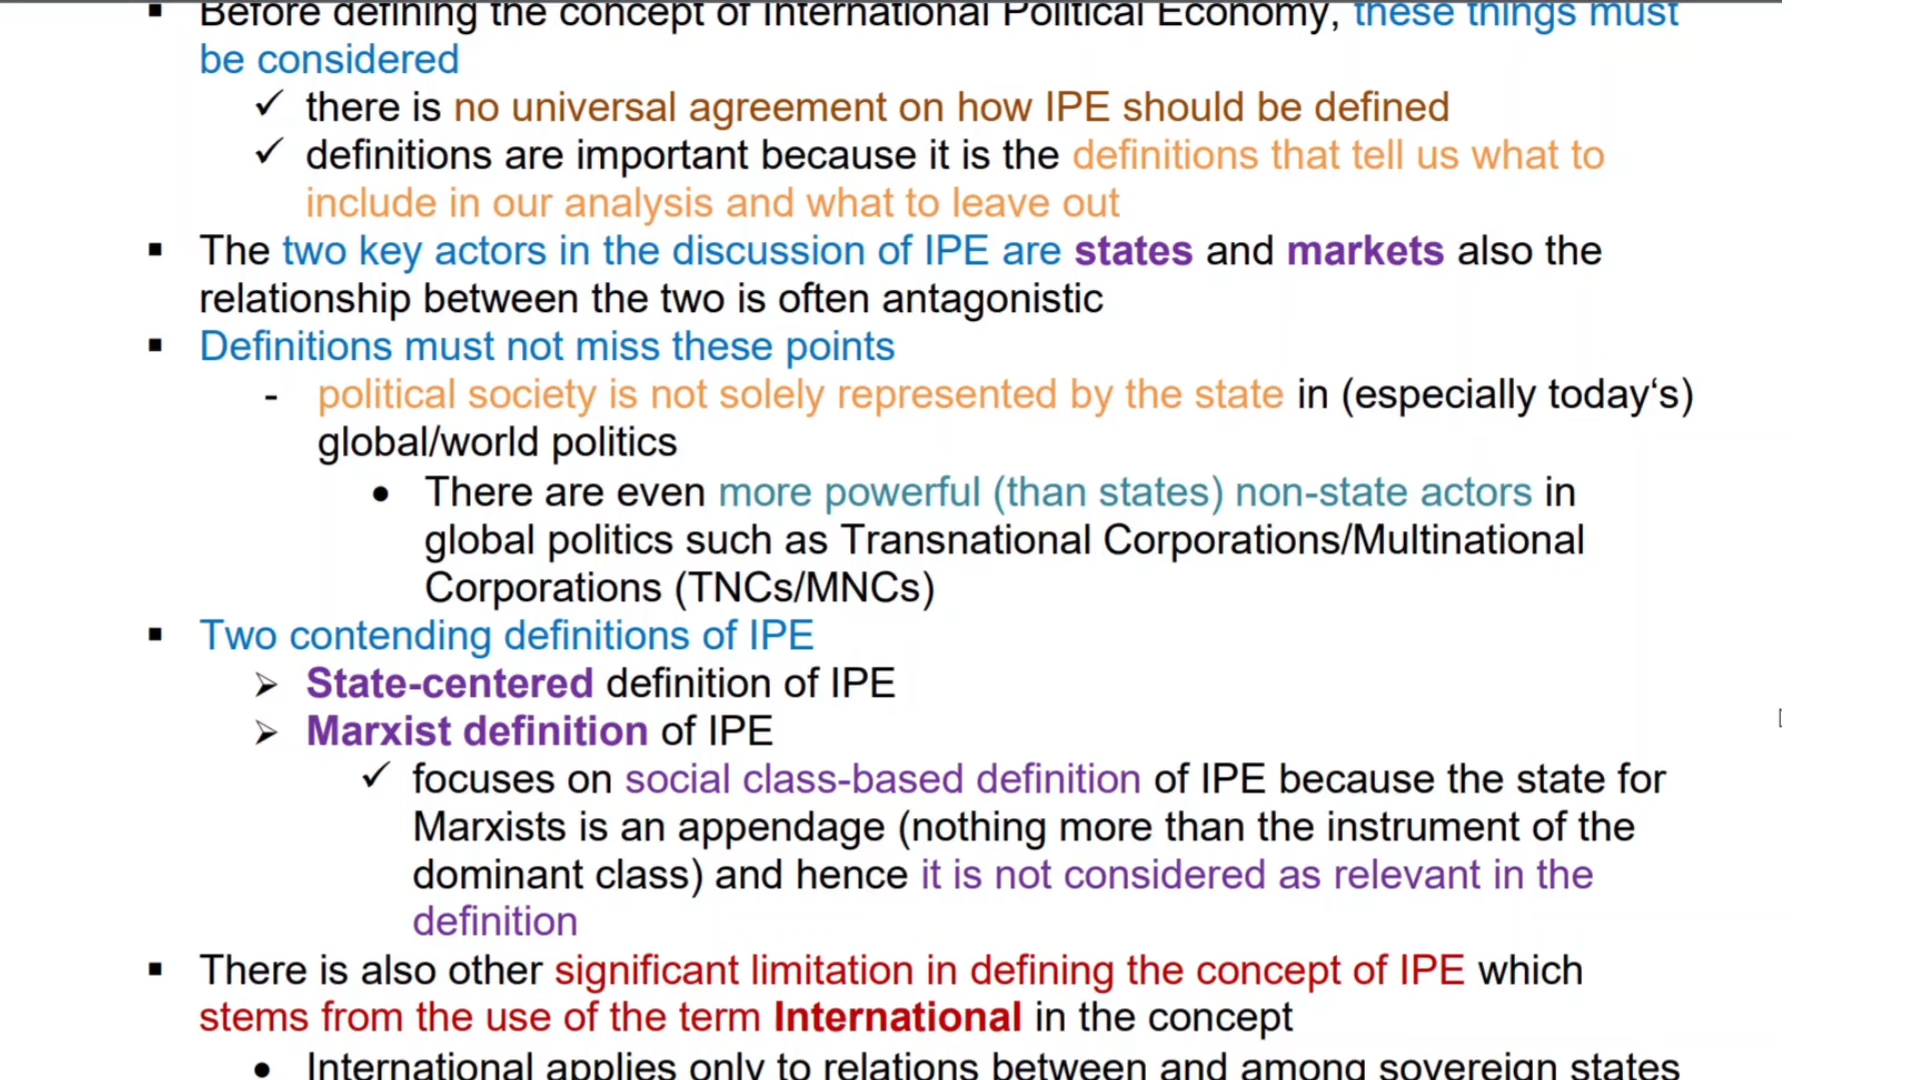 ▪ Before defining the concept of International Political Economy, these things must
be considered
✓ there is no universal agreement on how IPE should be defined
✓ definitions are important because it is the definitions that tell us what to
include in our analysis and what to leave out
▪ The two key actors in the discussion of IPE are states and markets also the
relationship between the two is often antagonistic
▪ Definitions must not miss these points
- political society is not solely represented by the state in (especially today‘s)
global/world politics
• There are even more powerful (than states) non-state actors in
global politics such as Transnational Corporations/Multinational
Corporations (TNCs/MNCs)
▪ Two contending definitions of IPE
➢ State-centered definition of IPE
➢ Marxist definition of IPE
✓ focuses on social class-based definition of IPE because the state for
Marxists is an appendage (nothing more than the instrument of the
dominant class) and hence it is not considered as relevant in the
definition
▪ There is also other significant limitation in defining the concept of IPE which
stems from the use of the term International in the concept
• International applies only to relations between and among sovereign states